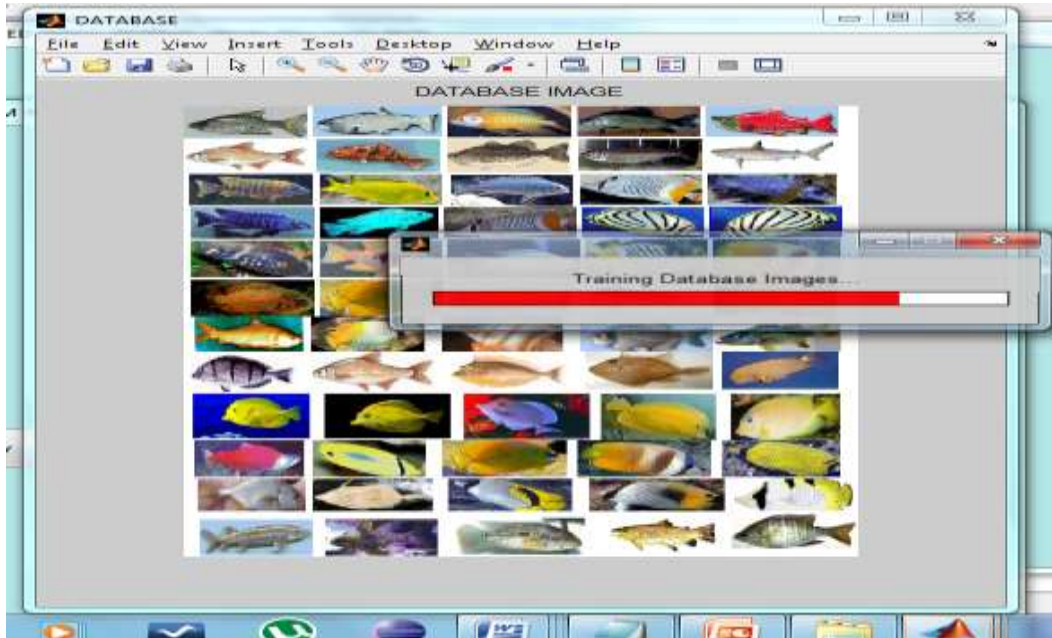 DATABASE
File Edit View Insert Tools Desktop Window Help
DATABASE IMAGE
Training Database Images...